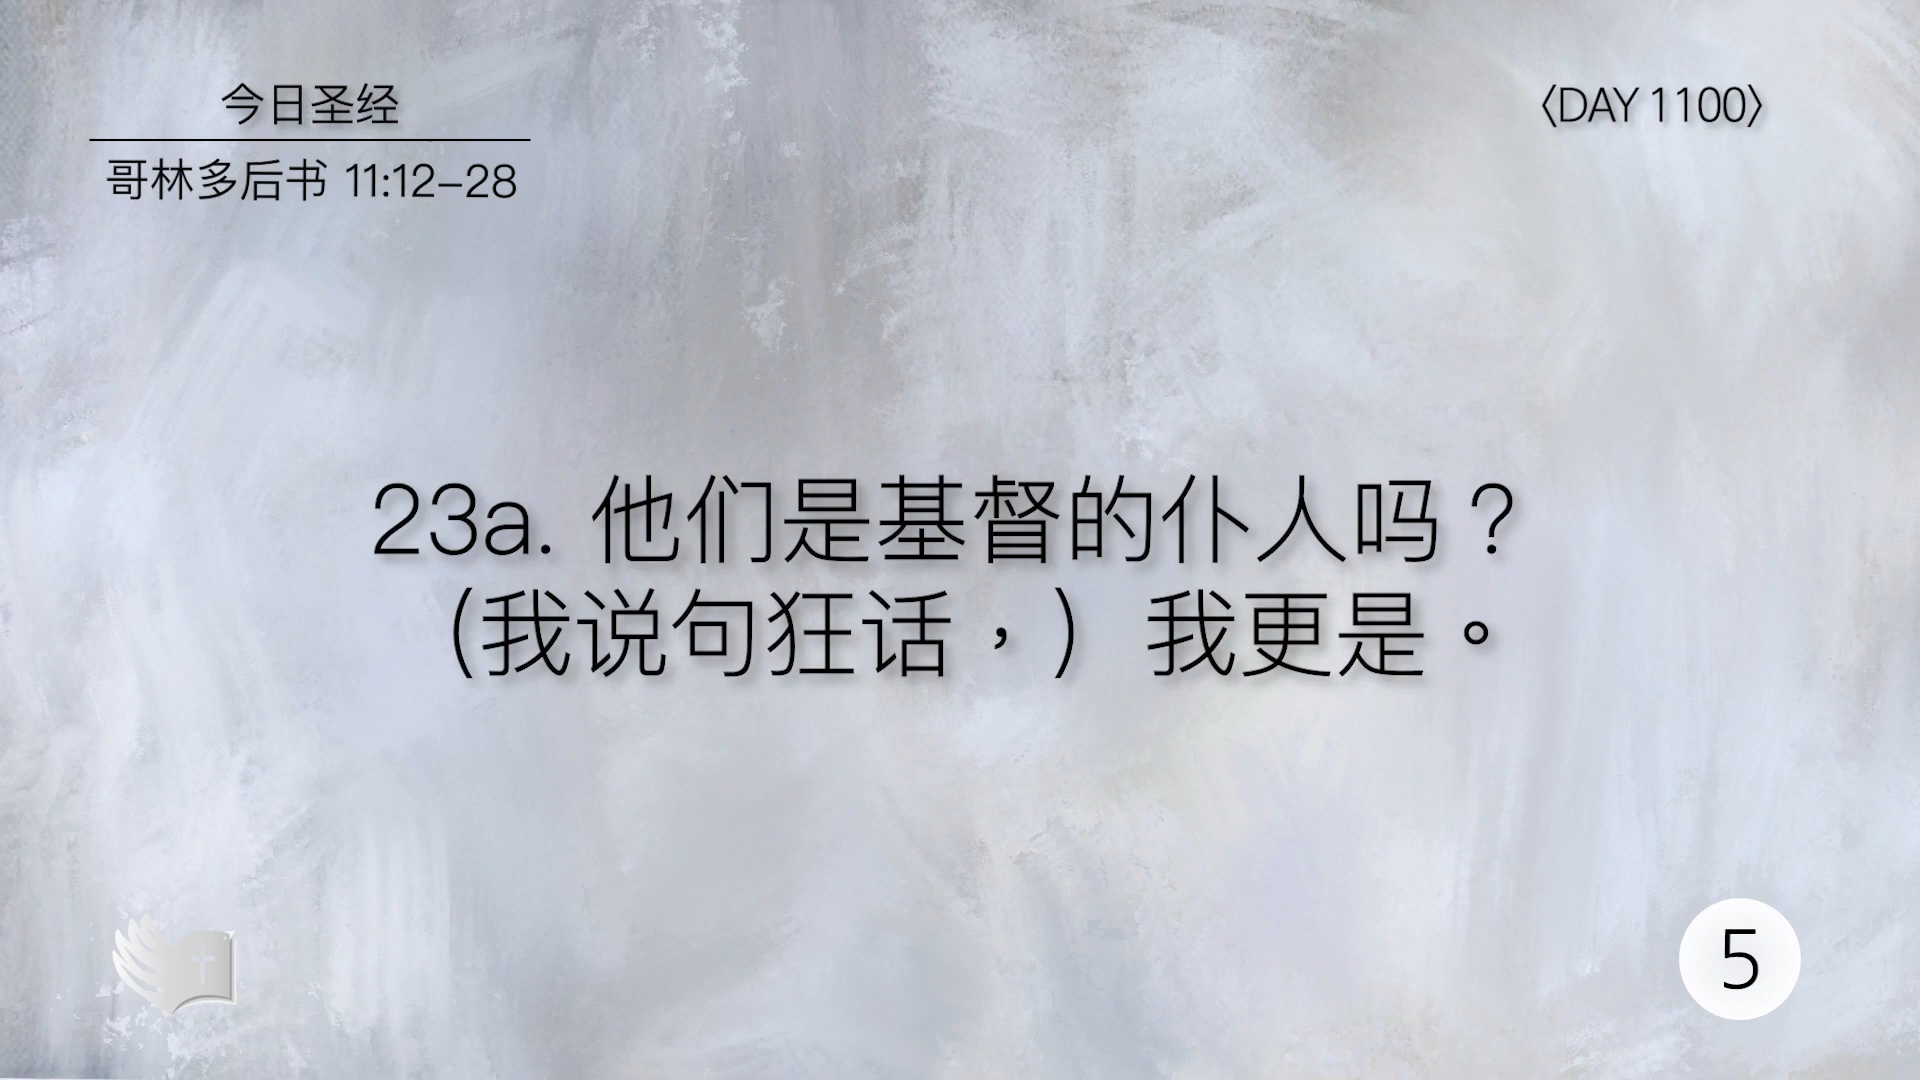 今日圣经
哥林多后书 11:12-28
〈DAY 1100〉
23a. 他们是基督的仆人吗？
（我说句狂话，）我更是。
5